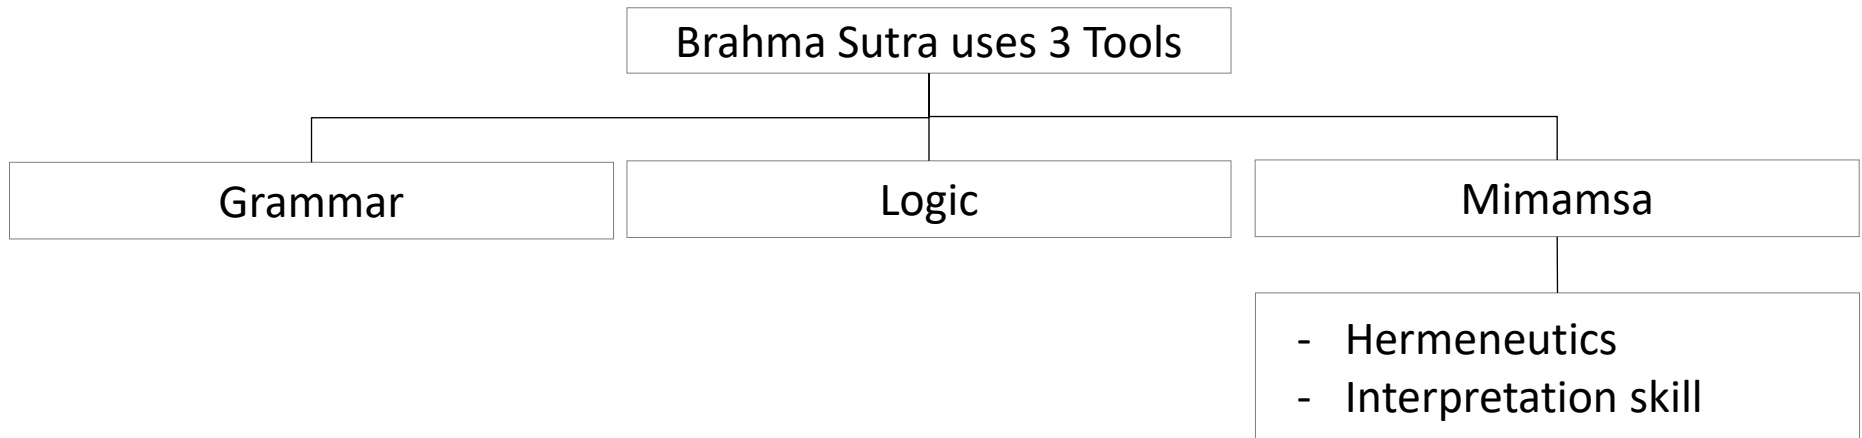 Brahma Sutra uses 3 Tools
Grammar
Logic
Mimamsa
- Hermeneutics
- Interpretation skill